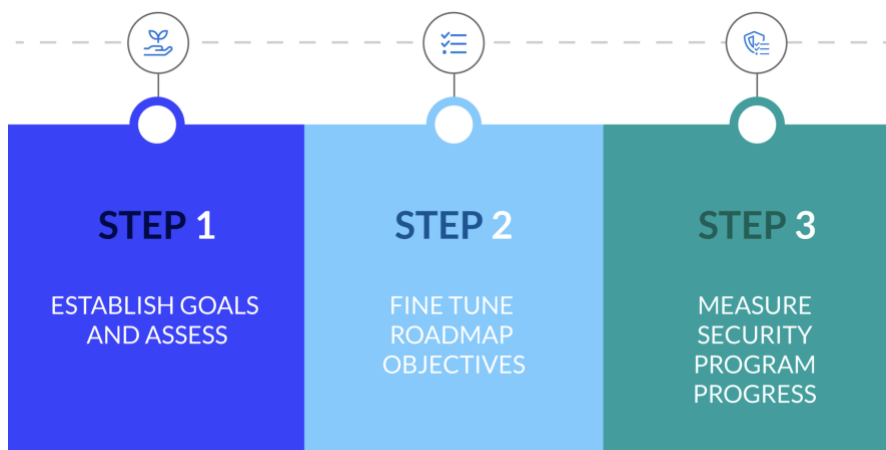 STEP 1
ESTABLISH GOALS
AND ASSESS
STEP 2
FINE TUNE
ROADMAP
OBJECTIVES
STEP 3
MEASURE
SECURITY
PROGRAM
PROGRESS